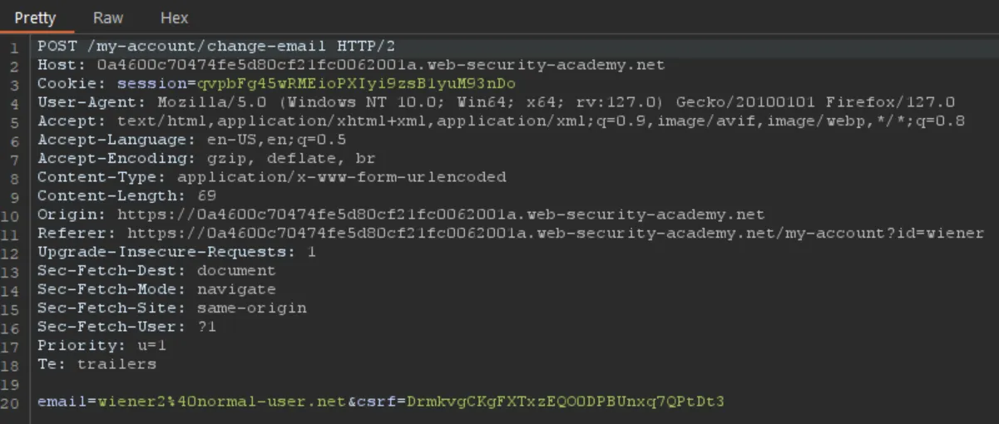 Pretty Raw Hex
1 POST /my-account/change-email HTTP/2
2 Host: 0a4600c70474fe5d80cf21fc0062001a.web-security-academy.net
3 Cookie: session=qvpbFg45wRMEioPXIyi9zsB1yuM93nDo
4 User-Agent: Mozilla/5.0 (Windows NT 10.0; Win64; x64; rv:127.0) Gecko/20100101 Firefox/127.0
5 Accept: text/html,application/xhtml+xml,application/xml;q=0.9,image/avif,image/webp,*/*;q=0.8
6 Accept-Language: en-US,en;q=0.5
7 Accept-Encoding: gzip, deflate, br
8 Content-Type: application/x-www-form-urlencoded
9 Content-Length: 69
10 Origin: https://0a4600c70474fe5d80cf21fc0062001a.web-security-academy.net
11 Referer: https://0a4600c70474fe5d80cf21fc0062001a.web-security-academy.net/my-account?id=wiener
12 Upgrade-Insecure-Requests: 1
13 Sec-Fetch-Dest: document
14 Sec-Fetch-Mode: navigate
15 Sec-Fetch-Site: same-origin
16 Sec-Fetch-User: ?1
17 Priority: u=1
18 Te: trailers
19
20 email=wiener2%40normal-user.net&csrf=DrmkvgCKgFXTxzEQO0DPBUnxq7QPtDt3